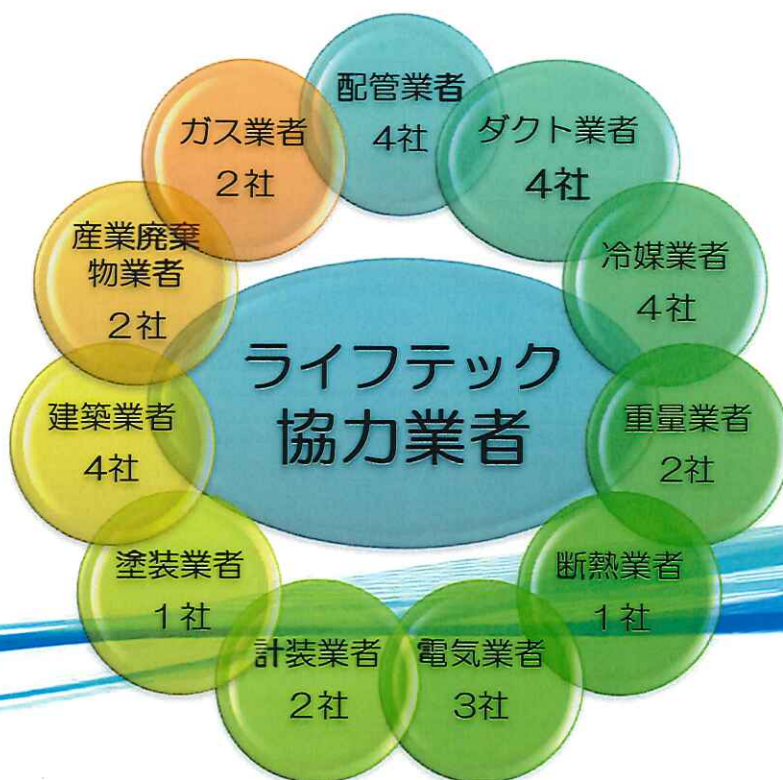 ライフテック
協力業者
配管業者
4社
ダクト業者
4社
冷媒業者
4社
重量業者
2社
断熱業者
1社
電気業者
3社
計装業者
2社
塗装業者
1社
建築業者
4社
産業廃棄
物業者
2社
ガス業者
2社